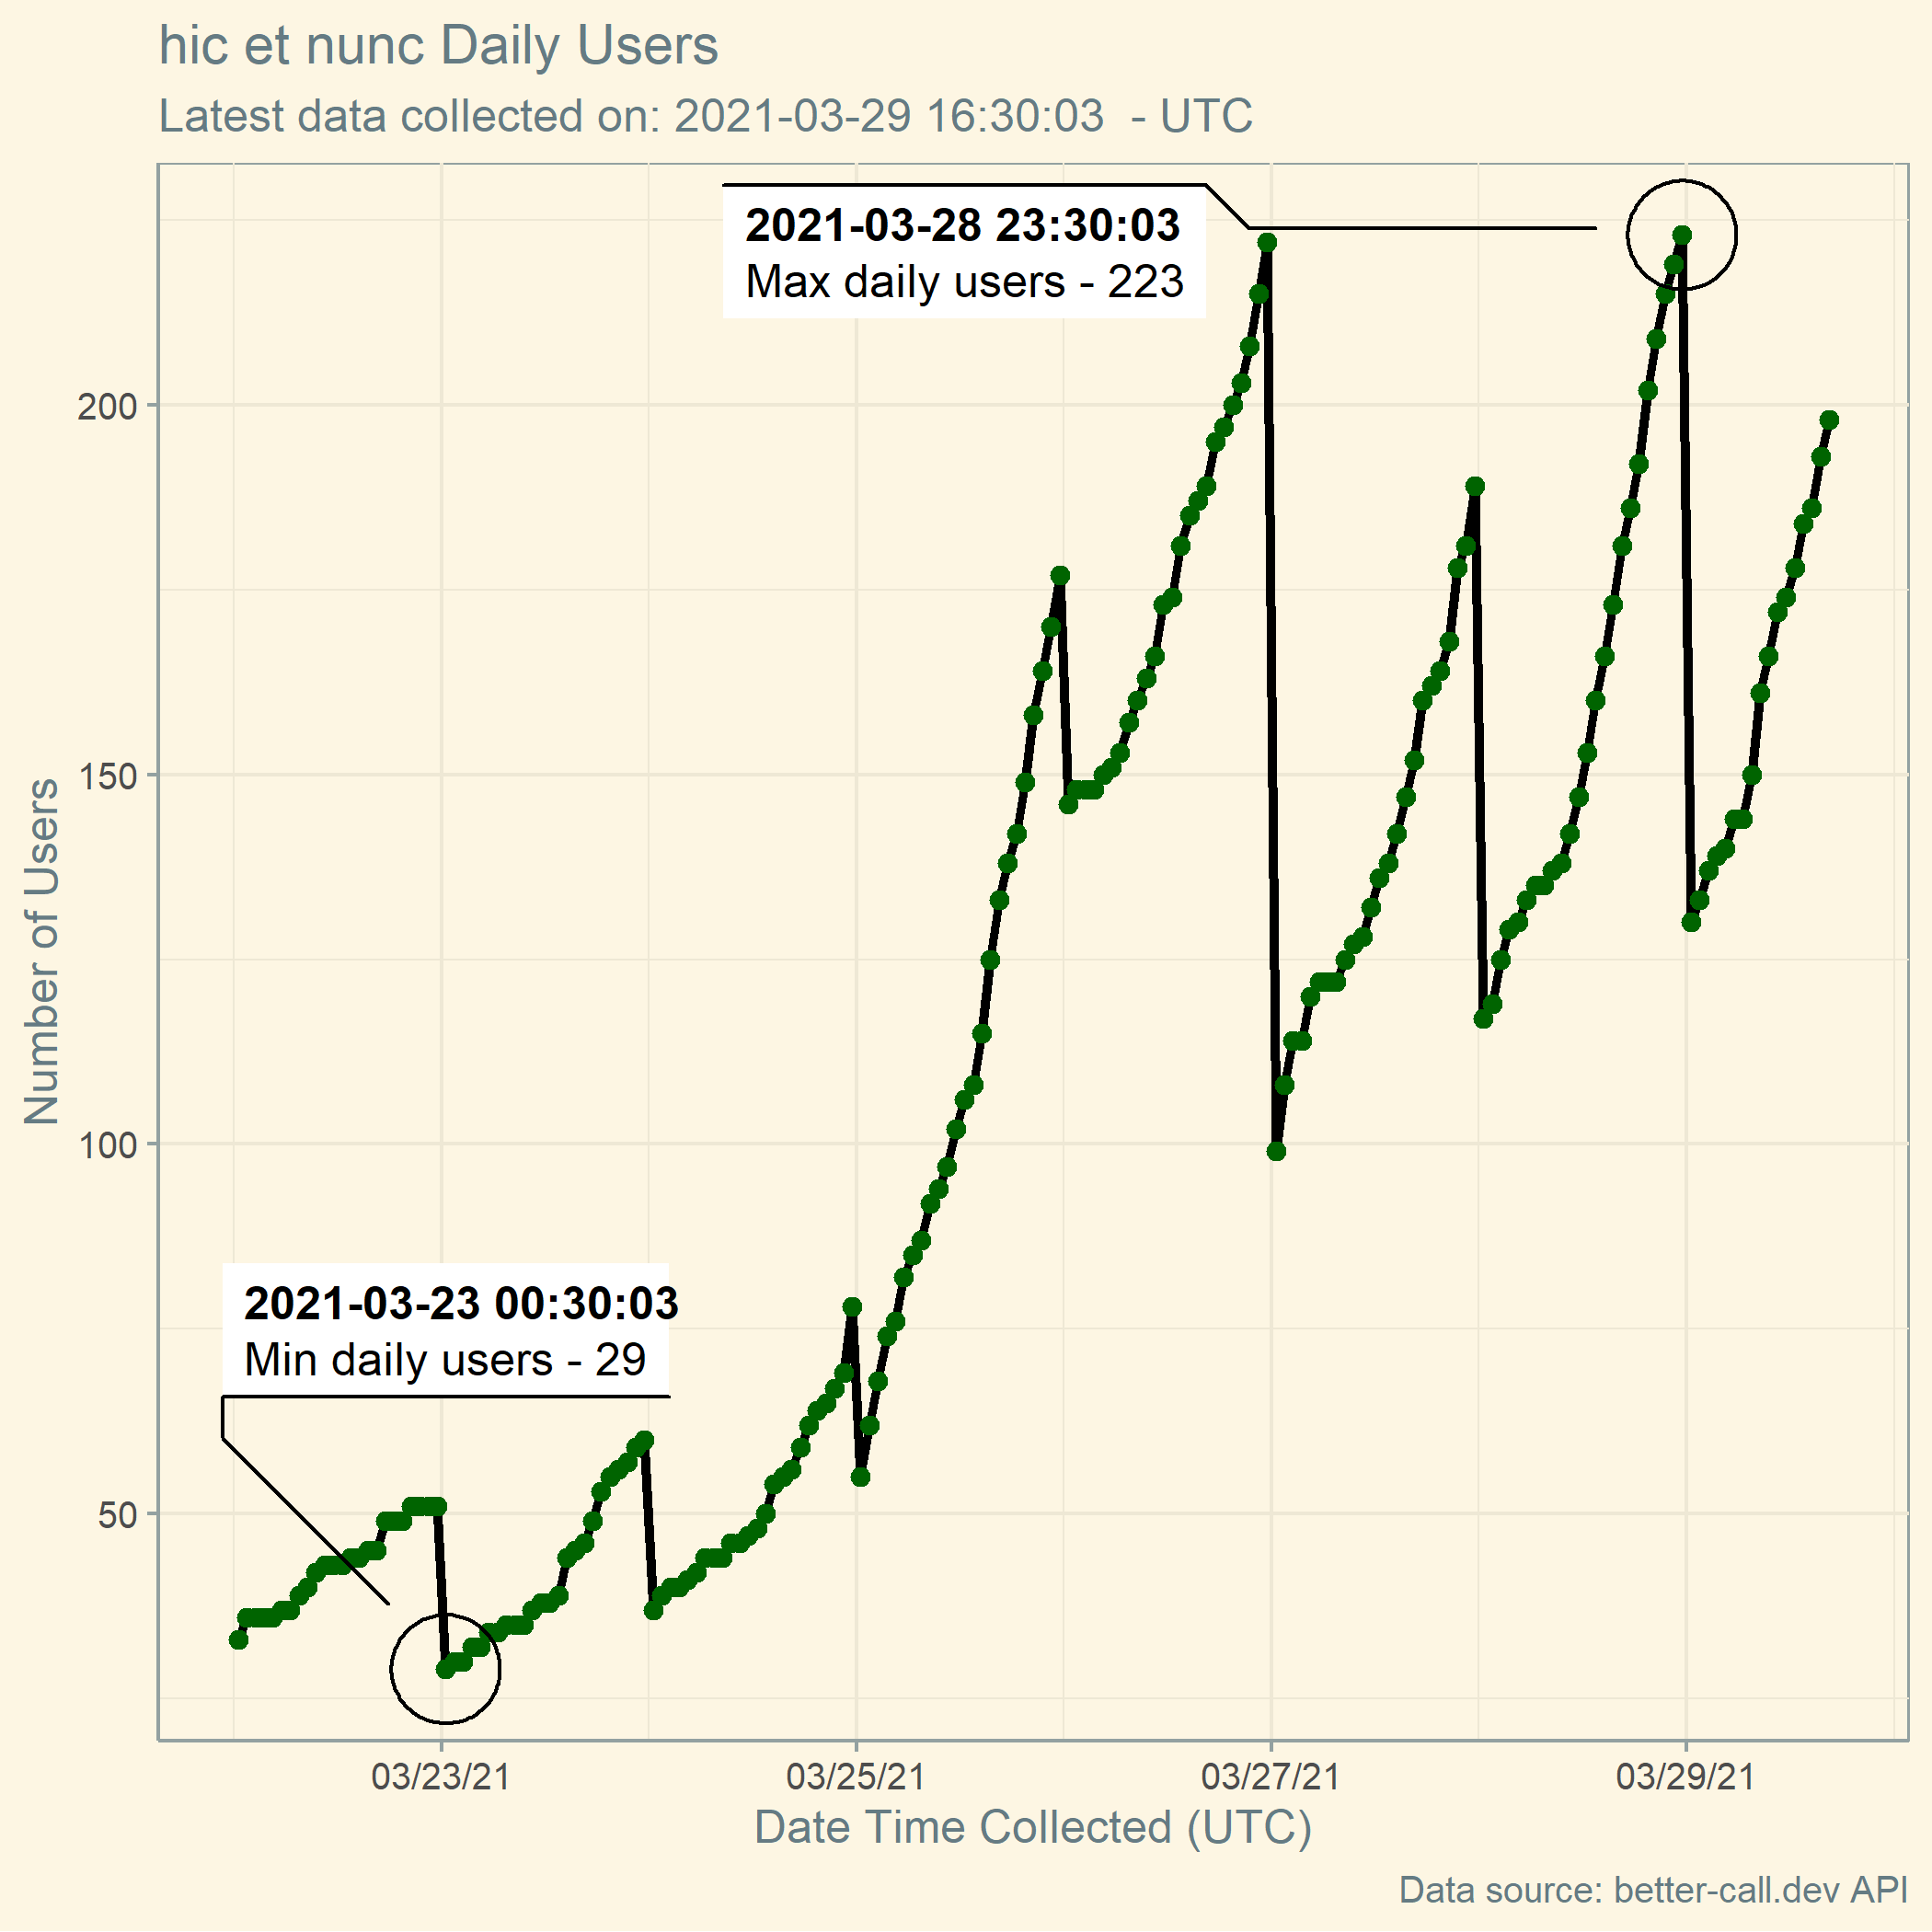 hic et nunc Daily Users
Latest data collected on: 2021-03-29 16:30:03  - UTC
2021-03-28 23:30:03
Max daily users - 223
200
150
100
50
Number of Users
2021-03-23 00:30:03
Min daily users - 29
03/23/21
03/25/21
03/27/21
03/29/21
Date Time Collected (UTC)
Data source: better-call.dev API